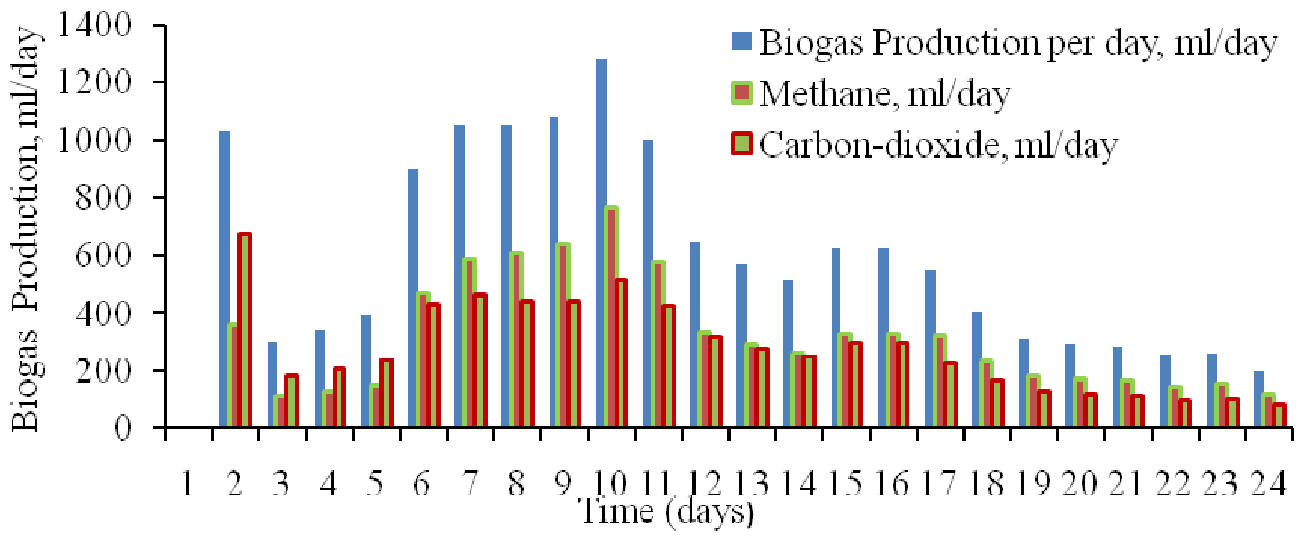 Biogas Production, ml/day
1400
1200
1000
800
600
400
200
0
Biogas Production per day, ml/day
Methane, ml/day
Carbon-dioxide, ml/day
1 2 3 4 5 6 7 8 9 10 11 12 13 14 15 16 17 18 19 20 21 22 23 24
Time (days)